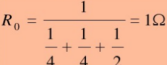 R₀ = 1 / (1/4 + 1/4 + 1/2) = 1Ω